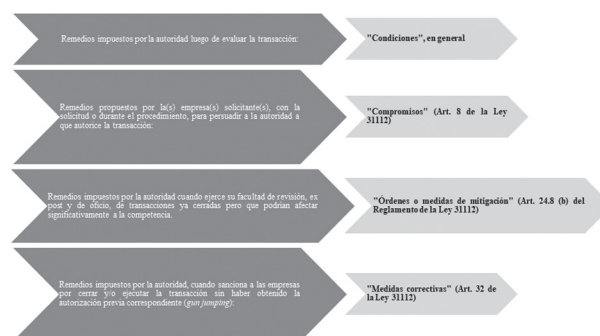 Remedios impuestos por la autoridad luego de evaluar la transacción:
"Condiciones", en general
Remedios propuestos por la(s) empresa(s) solicitante(s), con la
solicitud o durante el procedimiento, para persuadir a la autoridad a
que autorice la transacción:
"Compromisos" (Art. 8 de la Ley
31112)
Remedios impuestos por la autoridad cuando ejerce su facultad de revisión, ex
post y de oficio, de transacciones ya cerradas pero que podrían afectar
significativamente a la competencia.
"Órdenes o medidas de mitigación" (Art. 24.8 (b) del
Reglamento de la Ley 31112)
Remedios impuestos por la autoridad, cuando sanciona a las empresas
por cerrar y/o ejecutar la transacción sin haber obtenido la
autorización previa correspondiente (gun jumping):
"Medidas correctivas" (Art. 32 de
la Ley 31112)